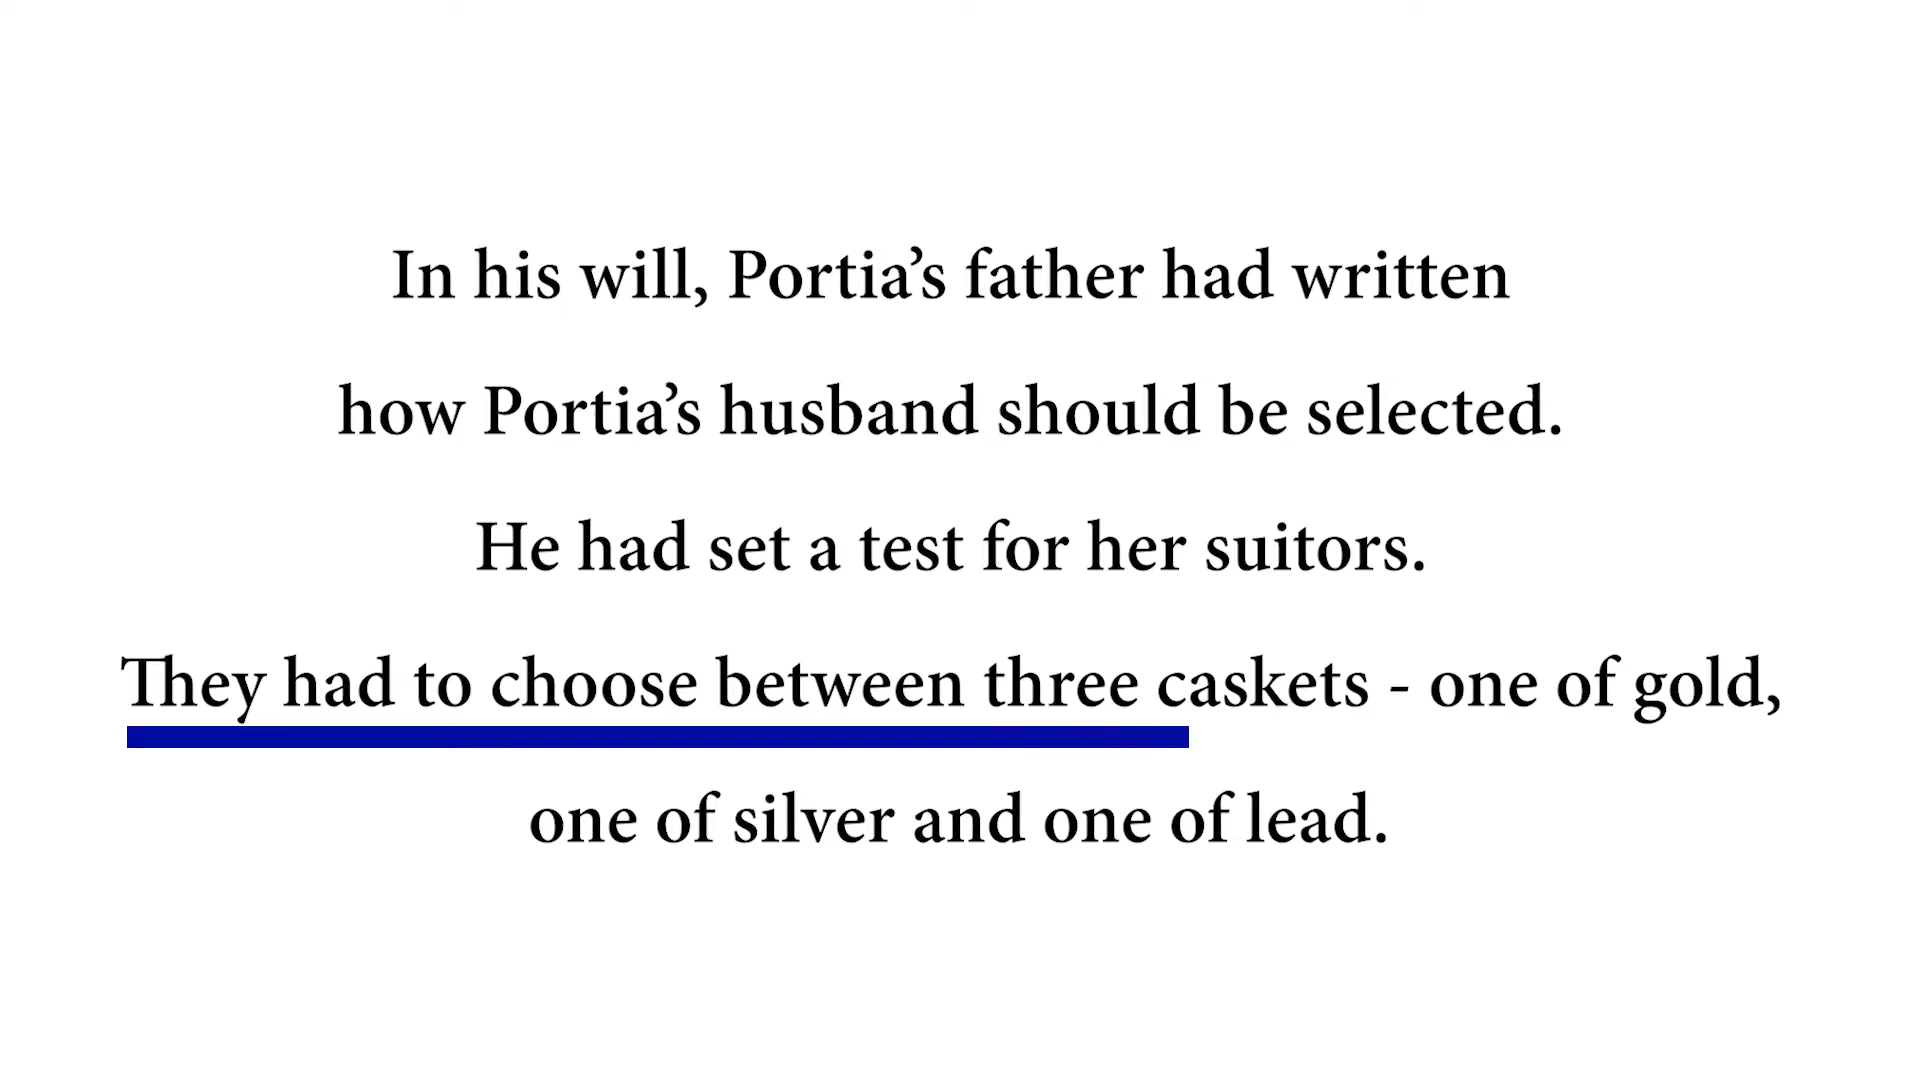 In his will, Portia’s father had written
how Portia’s husband should be selected.
He had set a test for her suitors.
They had to choose between three caskets - one of gold,
one of silver and one of lead.